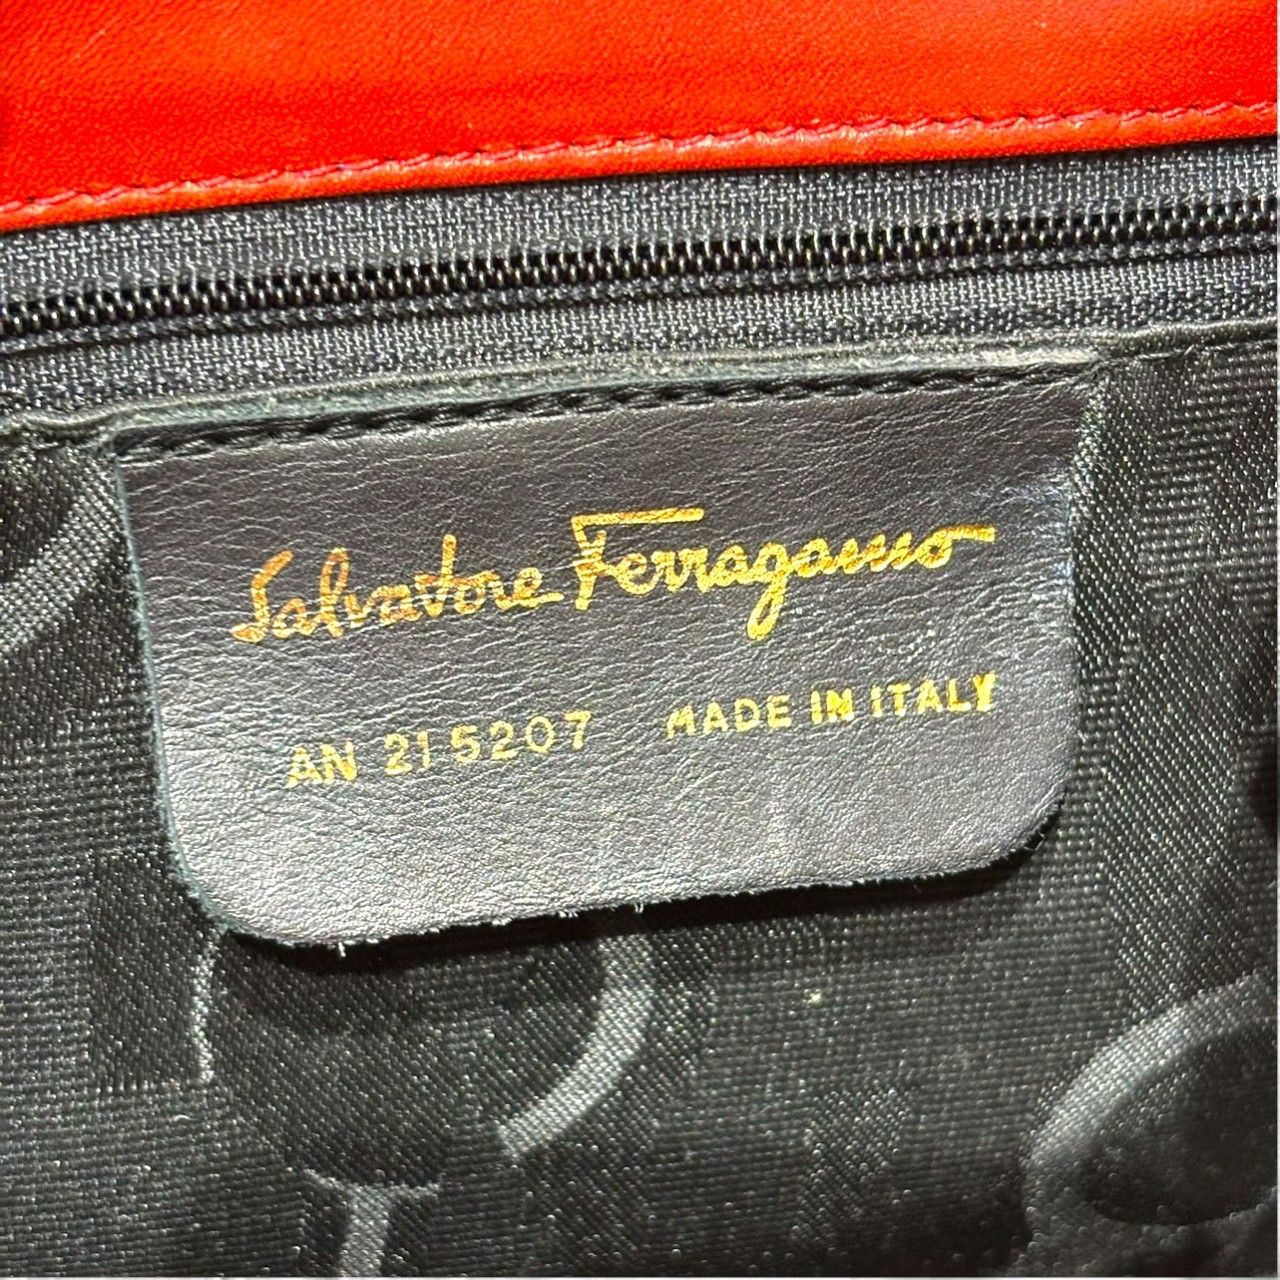 Salvatore Ferragamo
AN 21 5207 MADE IN ITALY